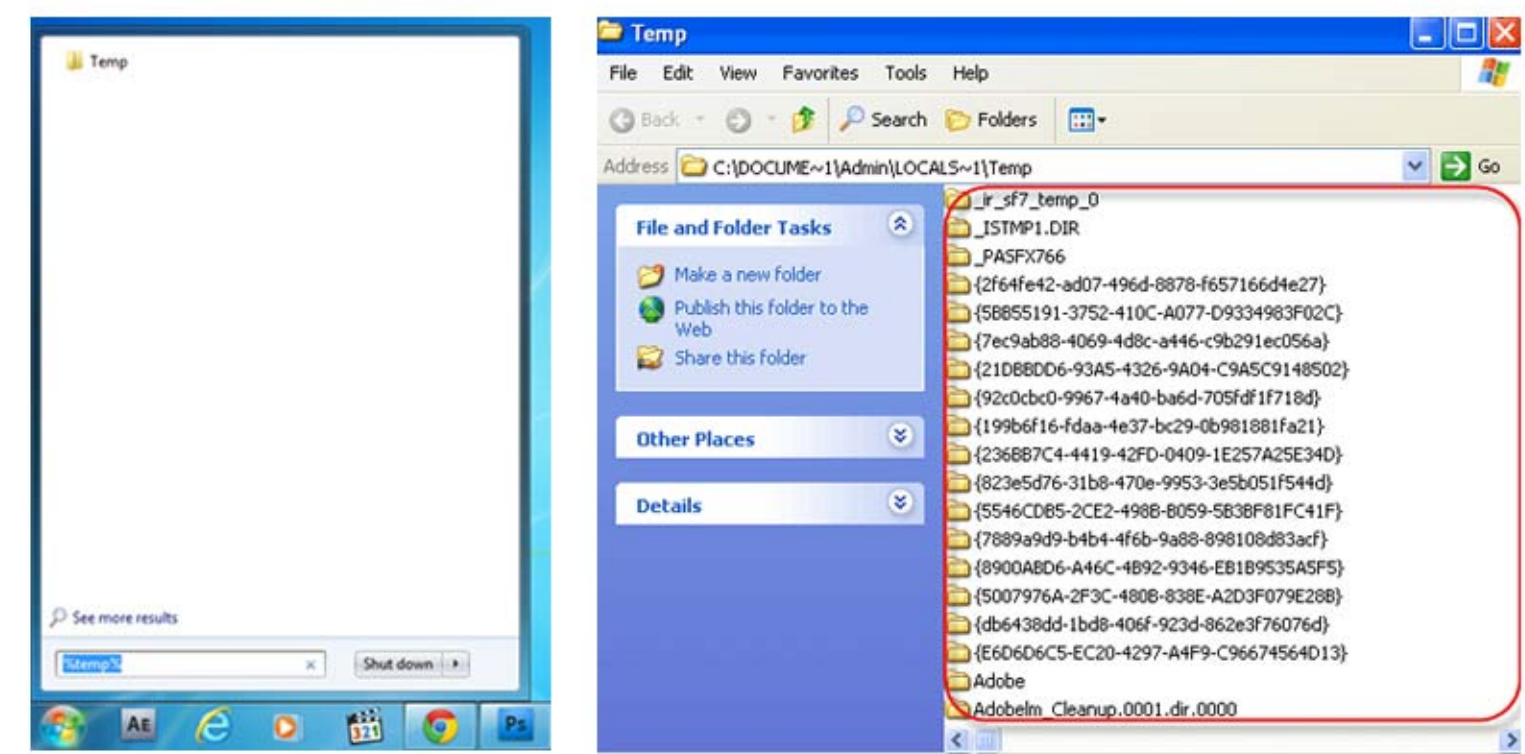 Temp
See more results
%temp%
Shut down
AE
321
Ps
Temp
File Edit View Favorites Tools Help
Back Search Folders
Address C:\DOCUME~1\Admin\LOCALS~1\Temp Go
File and Folder Tasks
Make a new folder
Publish this folder to the
Web
Share this folder
Other Places
Details
_ir_sf7_temp_0
_ISTMP1.DIR
_PASFX766
{2f64fe42-ad07-496d-8878-f657166d4e27}
{5BB55191-3752-410C-A077-D9334983F02C}
{7ec9ab88-4069-4d8c-a446-c9b291ec056a}
{21DBBDD6-93A5-4326-9A04-C9A5C9148502}
{92c0cbc0-9967-4a40-ba6d-705fdf1f718d}
{199b6f16-fdaa-4e37-bc29-0b981881fa21}
{236BB7C4-4419-42FD-0409-1E257A25E34D}
{823e5d76-31b8-470e-9953-3e5b051f544d}
{5546CDB5-2CE2-498B-B059-5B3BF81FC41F}
{7889a9d9-b4b4-4f6b-9a88-898108d83acf}
{8900ABD6-A46C-4B92-9346-EB1B9535A5F5}
{5007976A-2F3C-480B-838E-A2D3F079E28B}
{db6438dd-1bd8-406f-923d-862e3f76076d}
{E6D6D6C5-EC20-4297-A4F9-C96674564D13}
Adobe
Adobelm_Cleanup.0001.dir.0000